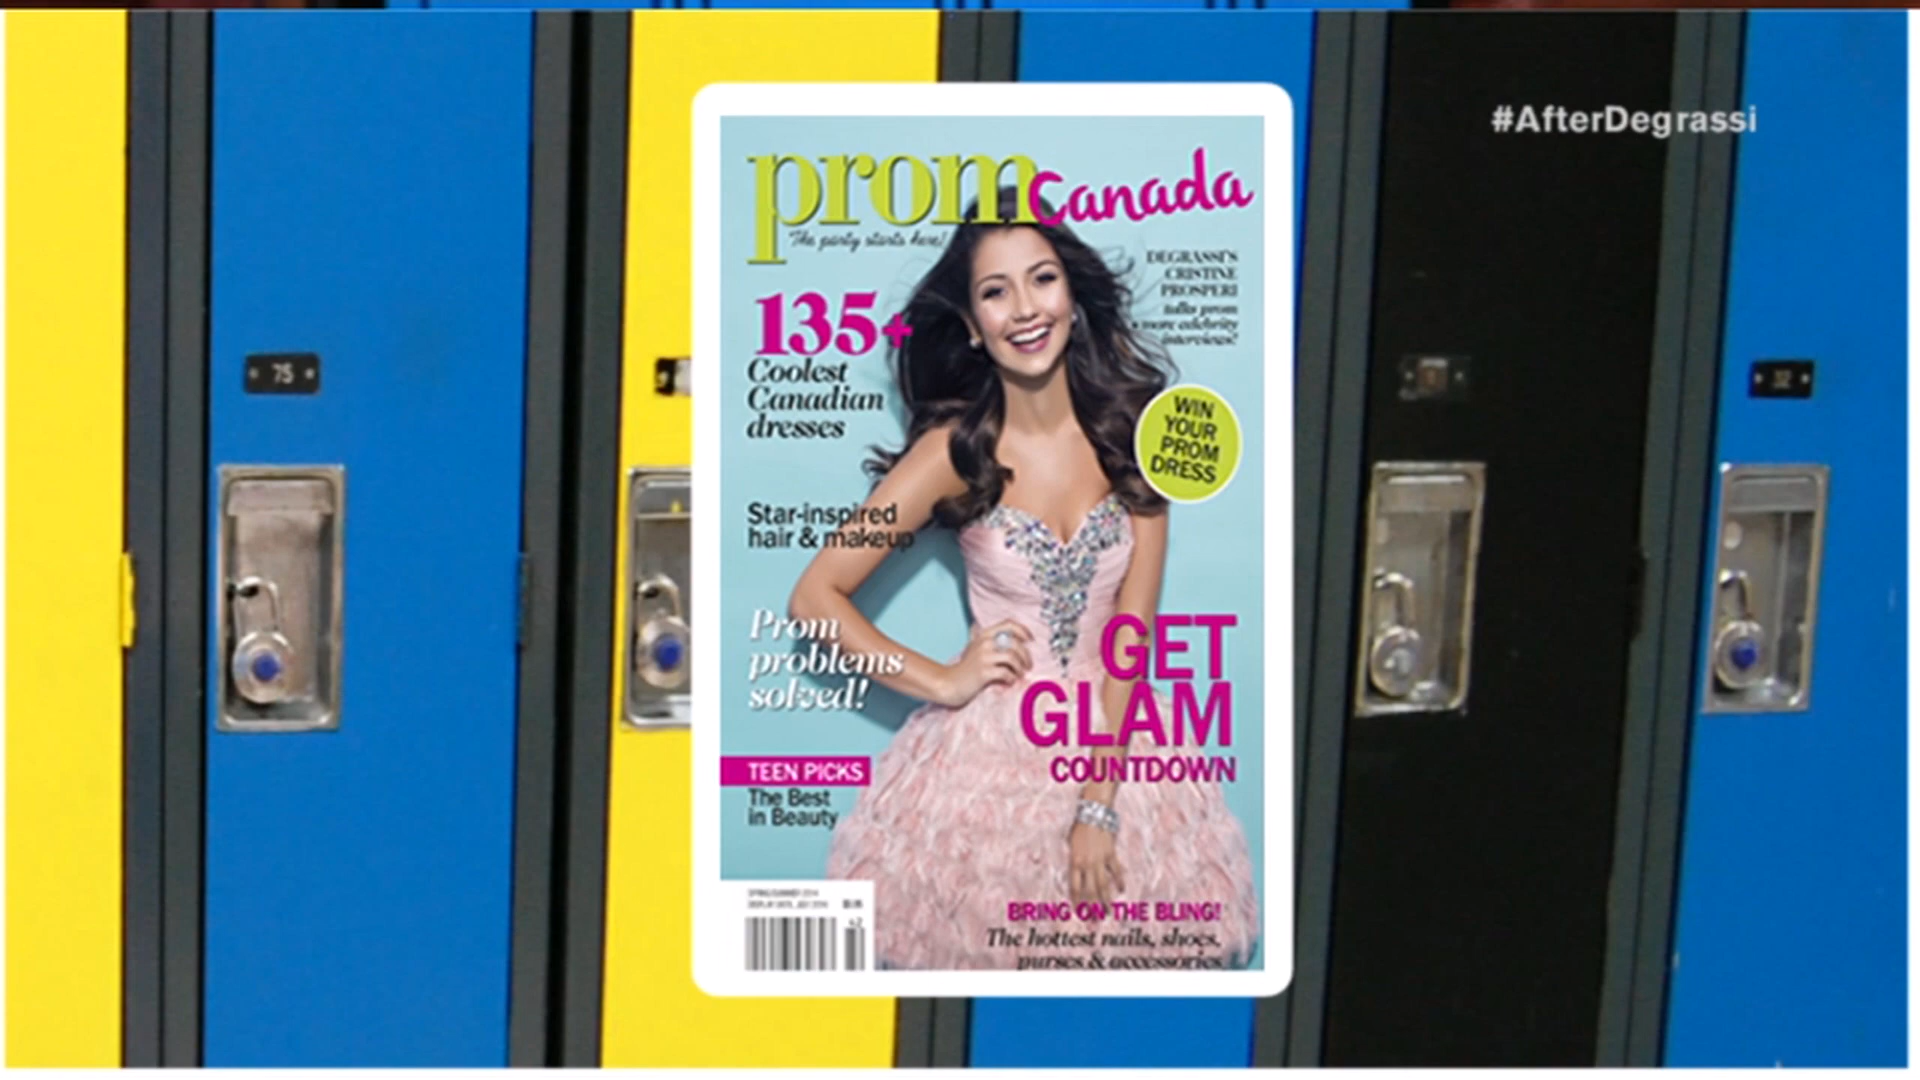 #AfterDegrassi
prom Canada
The party starts here!
DEGRASSI'S
CRISTINE
PROSPERI
talks prom
+ more celebrity
interviews!
135+
Coolest
Canadian
dresses
WIN
YOUR
PROM
DRESS
Star-inspired
hair & makeup
Prom
problems
solved!
GET
GLAM
COUNTDOWN
TEEN PICKS
The Best
in Beauty
BRING ON THE BLING!
The hottest nails, shoes,
purses & accessories
42
75
32